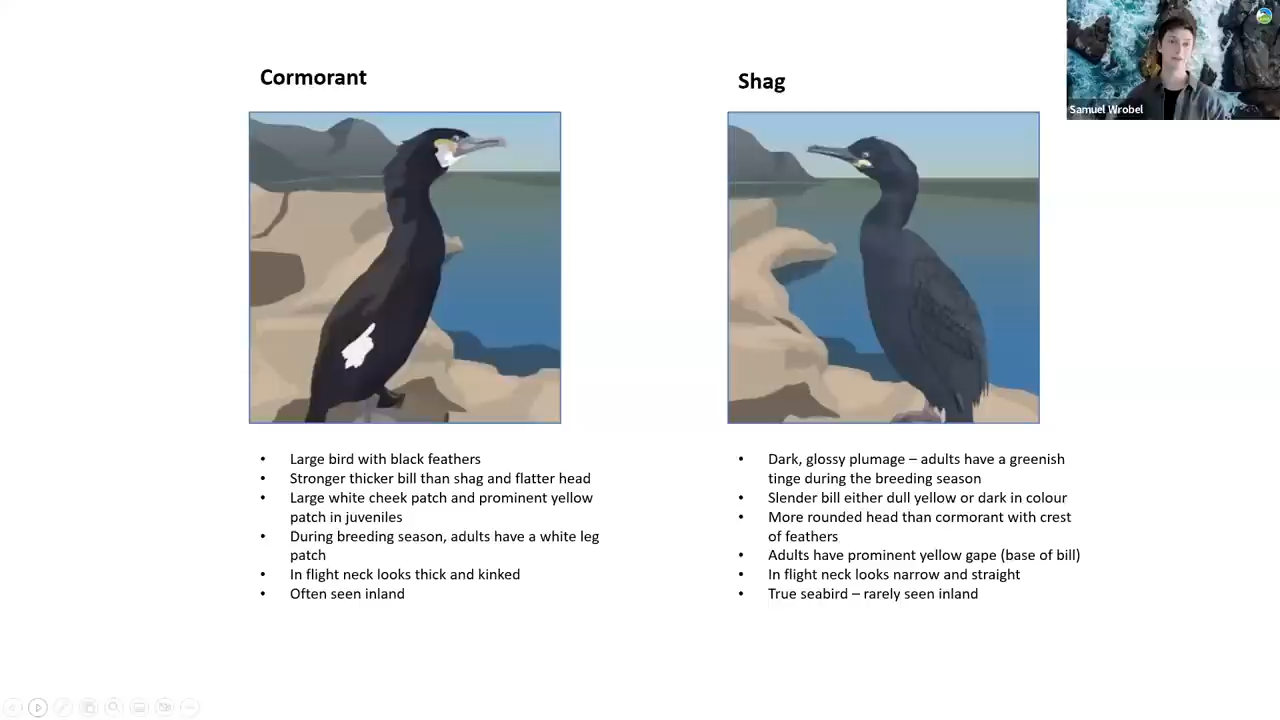 Cormorant
Large bird with black feathers
Stronger thicker bill than shag and flatter head
Large white cheek patch and prominent yellow
patch in juveniles
During breeding season, adults have a white leg
patch
In flight neck looks thick and kinked
Often seen inland
Shag
Dark, glossy plumage – adults have a greenish
tinge during the breeding season
Slender bill either dull yellow or dark in colour
More rounded head than cormorant with crest
of feathers
Adults have prominent yellow gape (base of bill)
In flight neck looks narrow and straight
True seabird – rarely seen inland
Samuel Wrobel